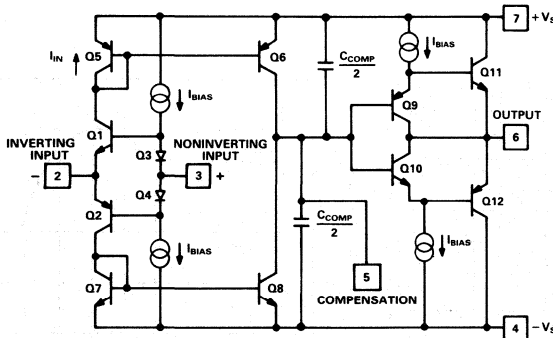 7 +VS
Q5
IIN
Q6
CCOMP
2
IBIAS
Q11
IBIAS
Q9
Q1
INVERTING
INPUT
NONINVERTING
INPUT
Q3
OUTPUT
6
− 2
3 +
Q10
Q4
Q2
CCOMP
2
Q12
IBIAS
IBIAS
5
COMPENSATION
Q7
Q8
4 −VS